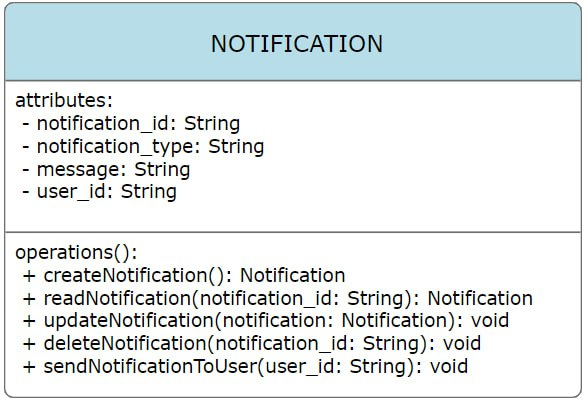 NOTIFICATION
attributes:
- notification_id: String
- notification_type: String
- message: String
- user_id: String
operations():
+ createNotification(): Notification
+ readNotification(notification_id: String): Notification
+ updateNotification(notification: Notification): void
+ deleteNotification(notification_id: String): void
+ sendNotificationToUser(user_id: String): void